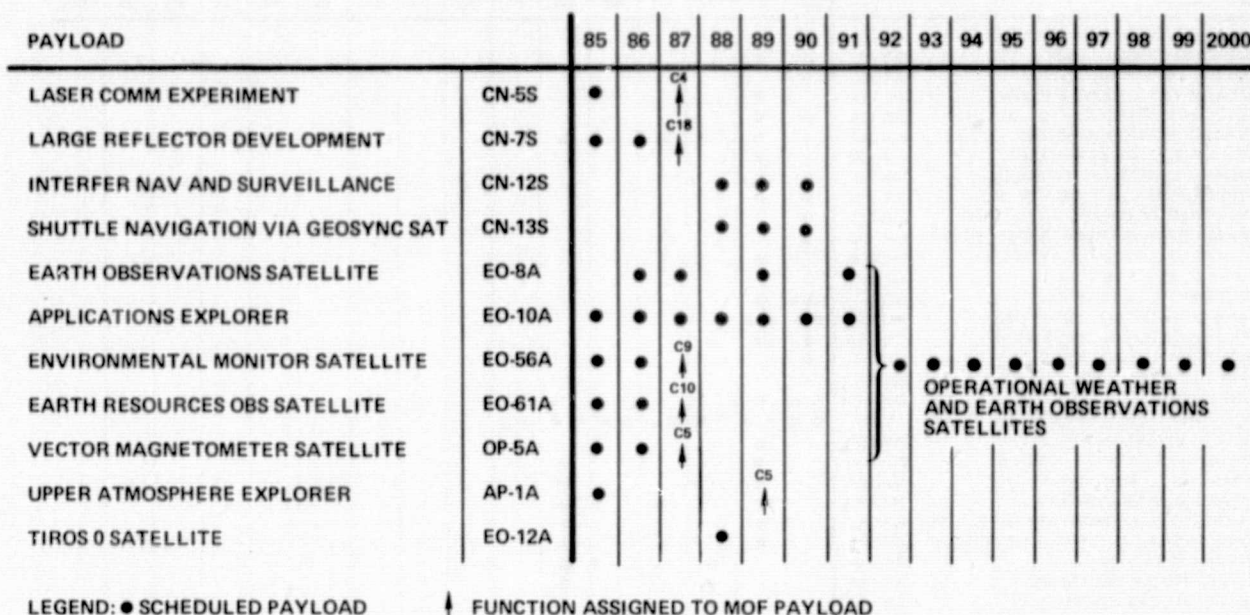 PAYLOAD 85 86 87 88 89 90 91 92 93 94 95 96 97 98 99 2000
LASER COMM EXPERIMENT CN-5S ● C4
LARGE REFLECTOR DEVELOPMENT CN-7S ● ● C18
INTERFER NAV AND SURVEILLANCE CN-12S ● ● ●
SHUTTLE NAVIGATION VIA GEOSYNC SAT CN-13S ● ● ●
EARTH OBSERVATIONS SATELLITE EO-8A ● ● ● ●
APPLICATIONS EXPLORER EO-10A ● ● ● ● ● ● ●
ENVIRONMENTAL MONITOR SATELLITE EO-56A ● ● C9 ● ● ● ● ● ● ● ● ●
EARTH RESOURCES OBS SATELLITE EO-61A ● ● C10
VECTOR MAGNETOMETER SATELLITE OP-5A ● ● C5
OPERATIONAL WEATHER
AND EARTH OBSERVATIONS
SATELLITES
UPPER ATMOSPHERE EXPLORER AP-1A ● C5
TIROS 0 SATELLITE EO-12A ●
LEGEND: ● SCHEDULED PAYLOAD ↑ FUNCTION ASSIGNED TO MOF PAYLOAD